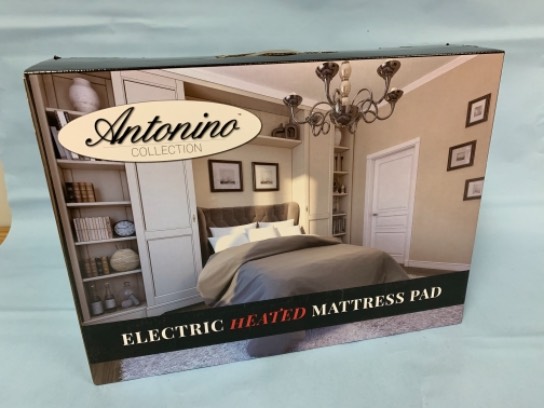 Antonino
COLLECTION
ELECTRIC HEATED MATTRESS PAD